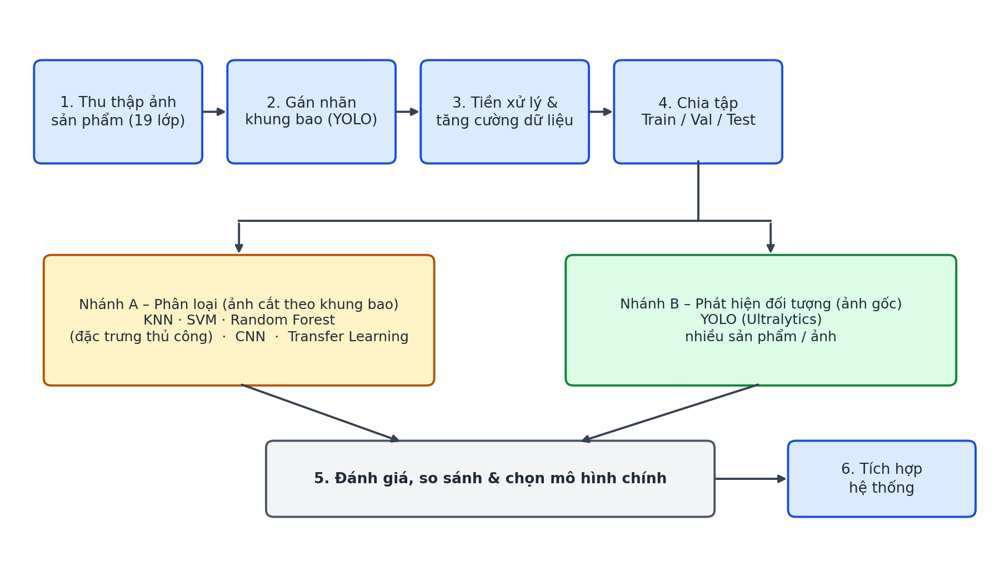 1. Thu thập ảnh
sản phẩm (19 lớp)
2. Gán nhãn
khung bao (YOLO)
3. Tiền xử lý &
tăng cường dữ liệu
4. Chia tập
Train / Val / Test
Nhánh A – Phân loại (ảnh cắt theo khung bao)
KNN · SVM · Random Forest
(đặc trưng thủ công)  ·  CNN  ·  Transfer Learning
Nhánh B – Phát hiện đối tượng (ảnh gốc)
YOLO (Ultralytics)
nhiều sản phẩm / ảnh
5. Đánh giá, so sánh & chọn mô hình chính
6. Tích hợp
hệ thống